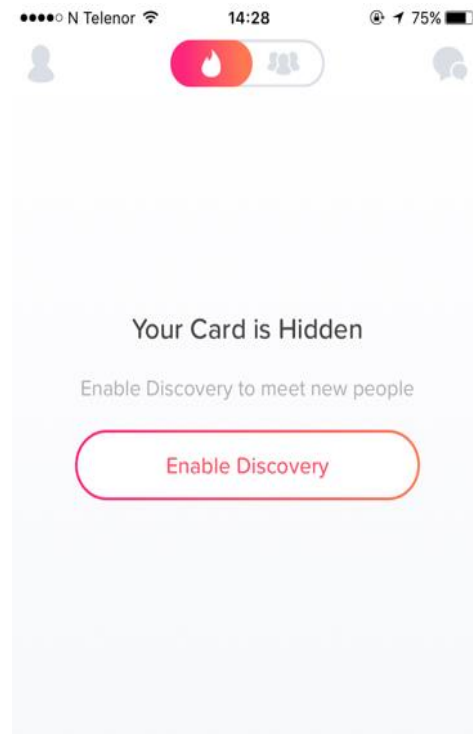 N Telenor 14:28 75%
Your Card is Hidden
Enable Discovery to meet new people
Enable Discovery